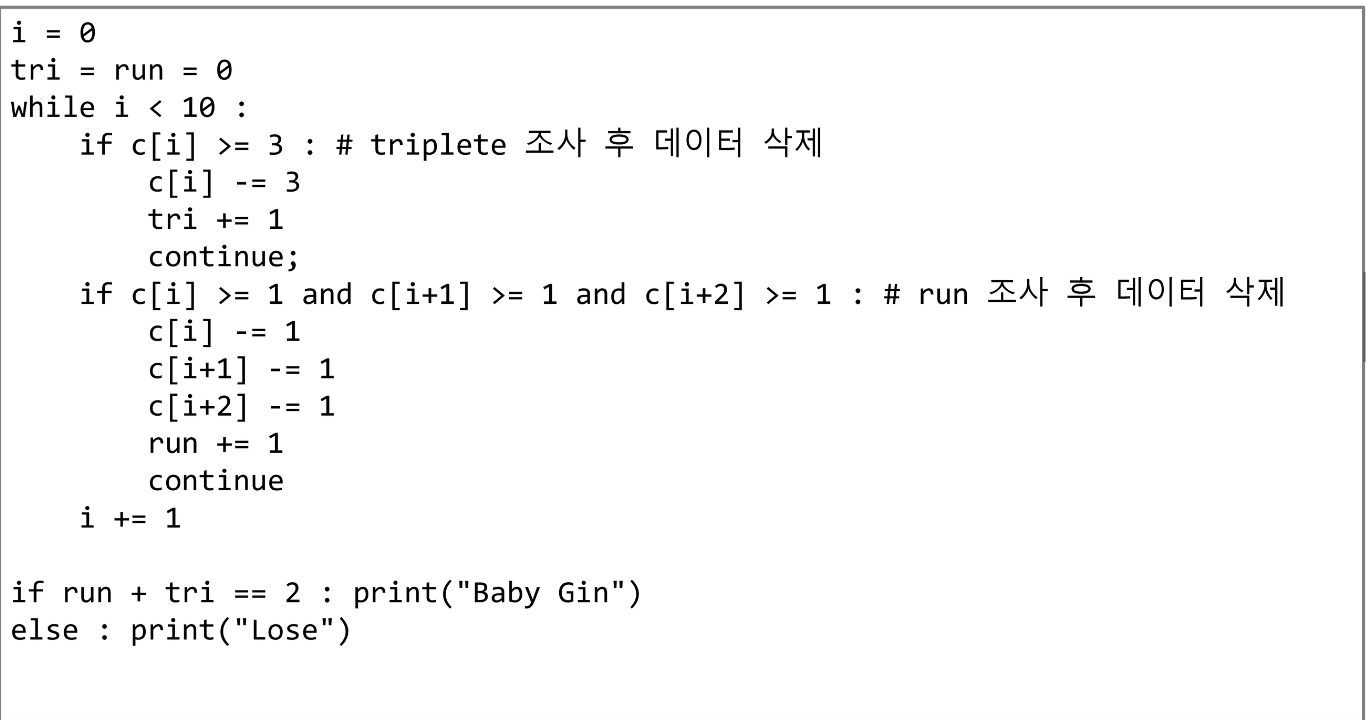 i = 0
tri = run = 0
while i < 10 :
    if c[i] >= 3 : # triplete 조사 후 데이터 삭제
        c[i] -= 3
        tri += 1
        continue;
    if c[i] >= 1 and c[i+1] >= 1 and c[i+2] >= 1 : # run 조사 후 데이터 삭제
        c[i] -= 1
        c[i+1] -= 1
        c[i+2] -= 1
        run += 1
        continue
    i += 1

if run + tri == 2 : print("Baby Gin")
else : print("Lose")